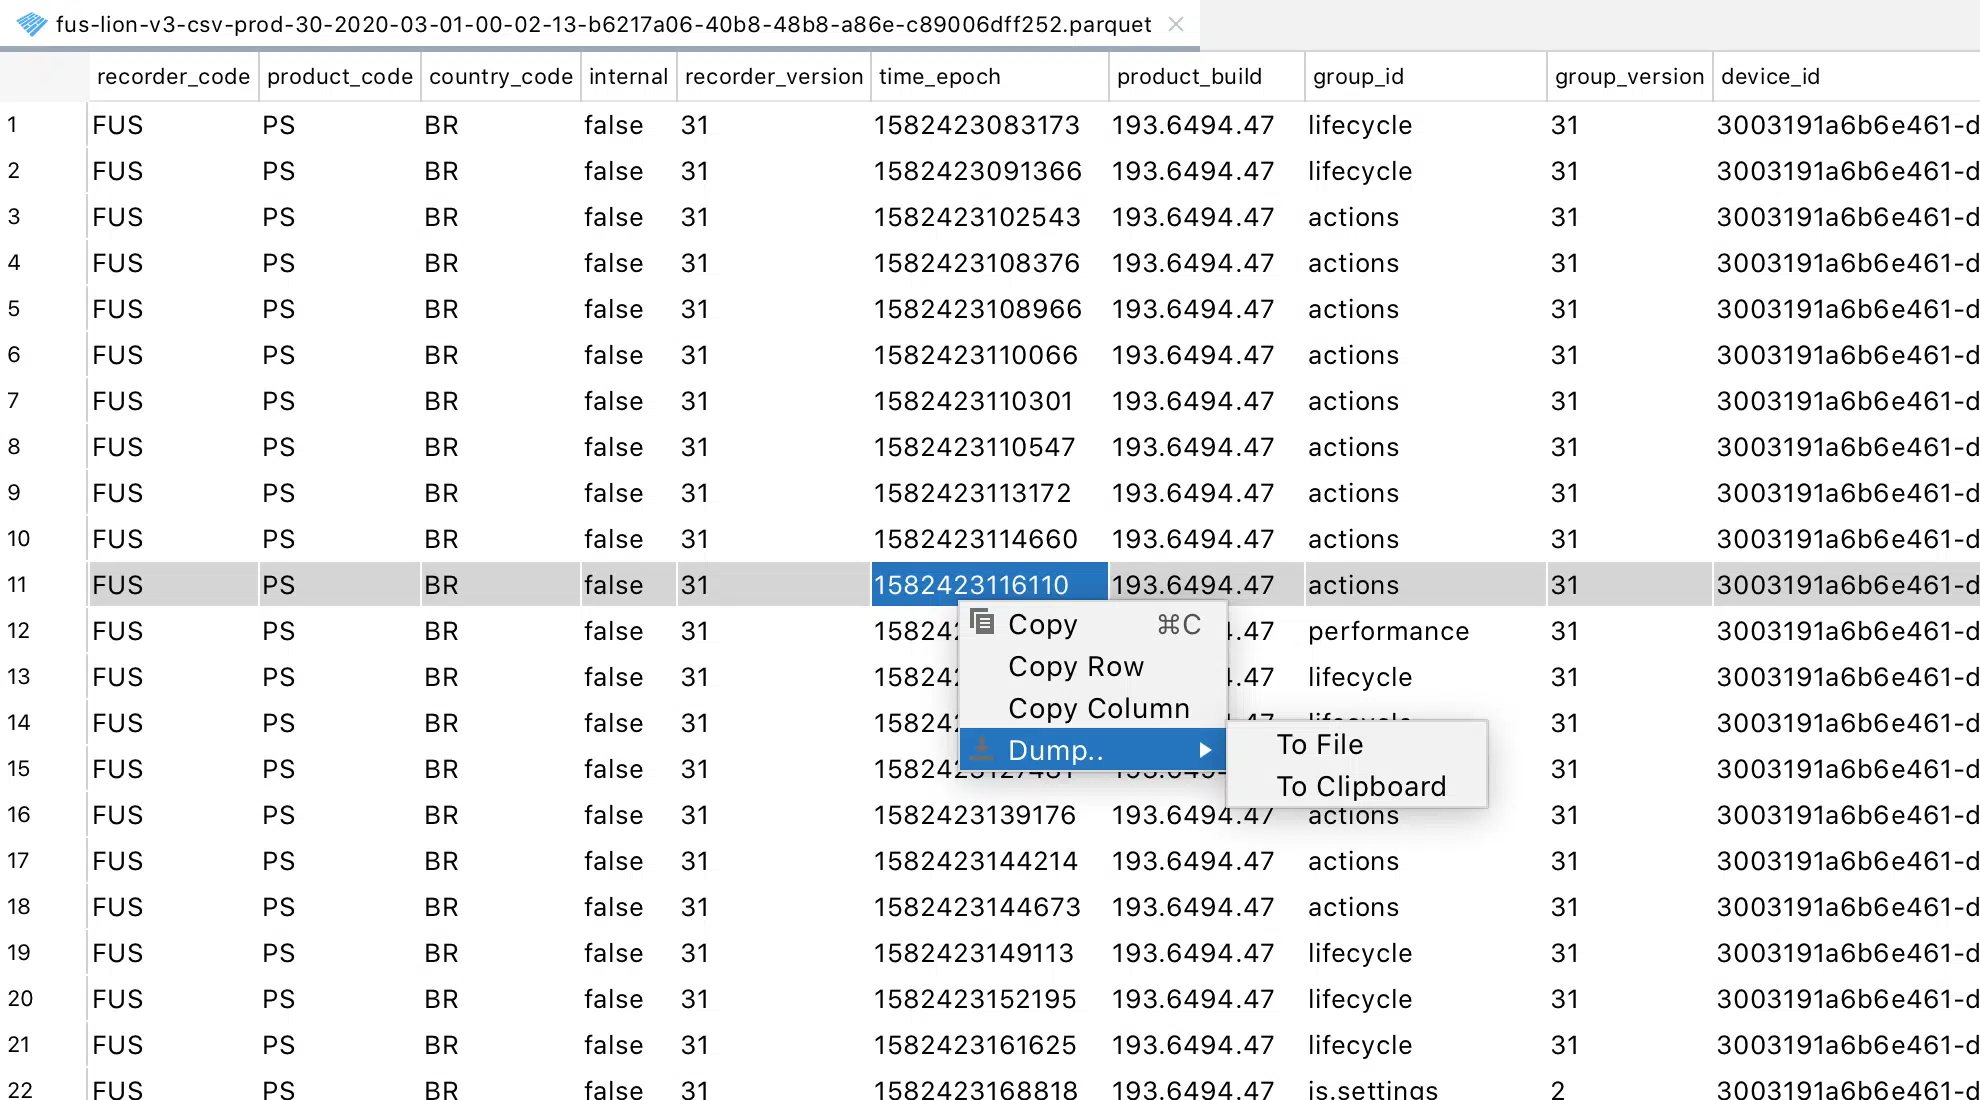 fus-lion-v3-csv-prod-30-2020-03-01-00-02-13-b6217a06-40b8-48b8-a86e-c89006dff252.parquet
recorder_code product_code country_code internal recorder_version time_epoch product_build group_id group_version device_id
1 FUS PS BR false 31 1582423083173 193.6494.47 lifecycle 31 3003191a6b6e461-d
2 FUS PS BR false 31 1582423091366 193.6494.47 lifecycle 31 3003191a6b6e461-d
3 FUS PS BR false 31 1582423102543 193.6494.47 actions 31 3003191a6b6e461-d
4 FUS PS BR false 31 1582423108376 193.6494.47 actions 31 3003191a6b6e461-d
5 FUS PS BR false 31 1582423108966 193.6494.47 actions 31 3003191a6b6e461-d
6 FUS PS BR false 31 1582423110066 193.6494.47 actions 31 3003191a6b6e461-d
7 FUS PS BR false 31 1582423110301 193.6494.47 actions 31 3003191a6b6e461-d
8 FUS PS BR false 31 1582423110547 193.6494.47 actions 31 3003191a6b6e461-d
9 FUS PS BR false 31 1582423113172 193.6494.47 actions 31 3003191a6b6e461-d
10 FUS PS BR false 31 1582423114660 193.6494.47 actions 31 3003191a6b6e461-d
11 FUS PS BR false 31 1582423116110 193.6494.47 actions 31 3003191a6b6e461-d
Copy ⌘C
Copy Row
Copy Column
Dump..
To File
To Clipboard
12 FUS PS BR false 31 performance 31 3003191a6b6e461-d
13 FUS PS BR false 31 lifecycle 31 3003191a6b6e461-d
14 FUS PS BR false 31 31 3003191a6b6e461-d
15 FUS PS BR false 31 31 3003191a6b6e461-d
16 FUS PS BR false 31 1582423139176 193.6494.47 actions 31 3003191a6b6e461-d
17 FUS PS BR false 31 1582423144214 193.6494.47 actions 31 3003191a6b6e461-d
18 FUS PS BR false 31 1582423144673 193.6494.47 actions 31 3003191a6b6e461-d
19 FUS PS BR false 31 1582423149113 193.6494.47 lifecycle 31 3003191a6b6e461-d
20 FUS PS BR false 31 1582423152195 193.6494.47 lifecycle 31 3003191a6b6e461-d
21 FUS PS BR false 31 1582423161625 193.6494.47 lifecycle 31 3003191a6b6e461-d
22 FUS PS BR false 31 1582423168818 193.6494.47 is.settings 2 3003191a6b6e461-d